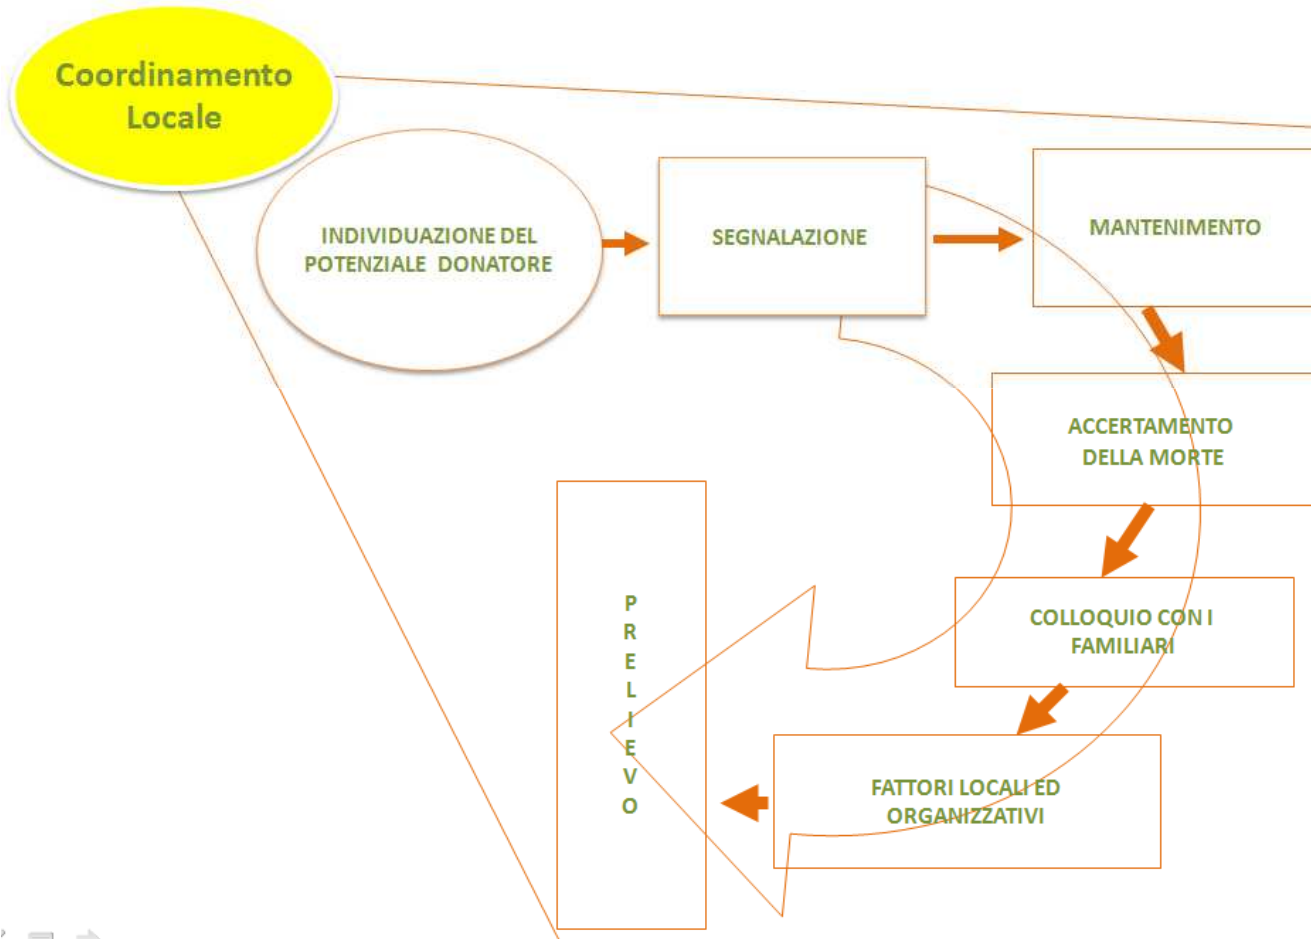 Coordinamento
Locale
INDIVIDUAZIONE DEL
POTENZIALE DONATORE
SEGNALAZIONE
MANTENIMENTO
ACCERTAMENTO
DELLA MORTE
COLLOQUIO CON I
FAMILIARI
FATTORI LOCALI ED
ORGANIZZATIVI
P
R
E
L
I
E
V
O